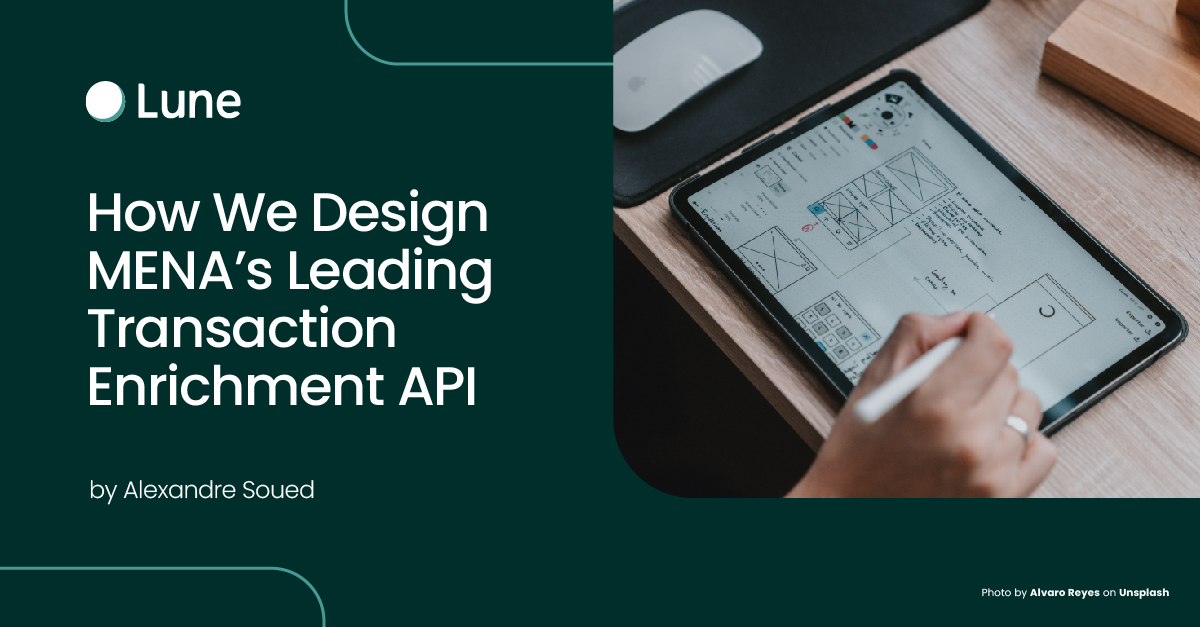 Lune
How We Design
MENA’s Leading
Transaction
Enrichment API
by Alexandre Soued
Photo by Alvaro Reyes on Unsplash